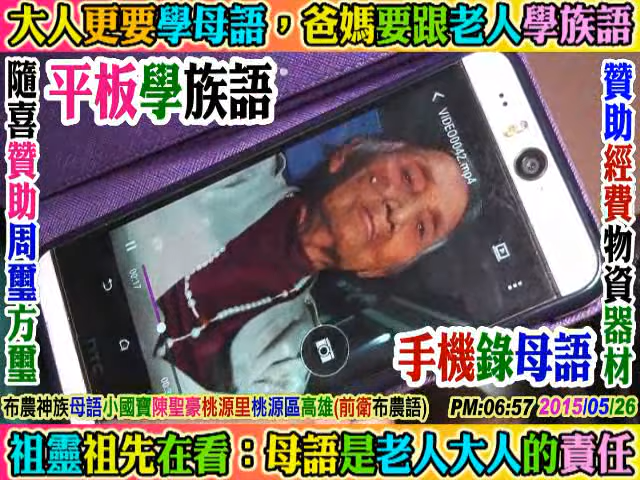 大人更要學母語，爸媽要跟老人學族語
隨喜贊助周璽方璽
平板學族語
贊助經費物資器材
VIDEO0042.mp4
00:17
手機錄母語
布農神族母語小國寶陳聖豪桃源里桃源區高雄(前衛布農語) PM:06:57 2015/05/26
祖靈祖先在看：母語是老人大人的責任